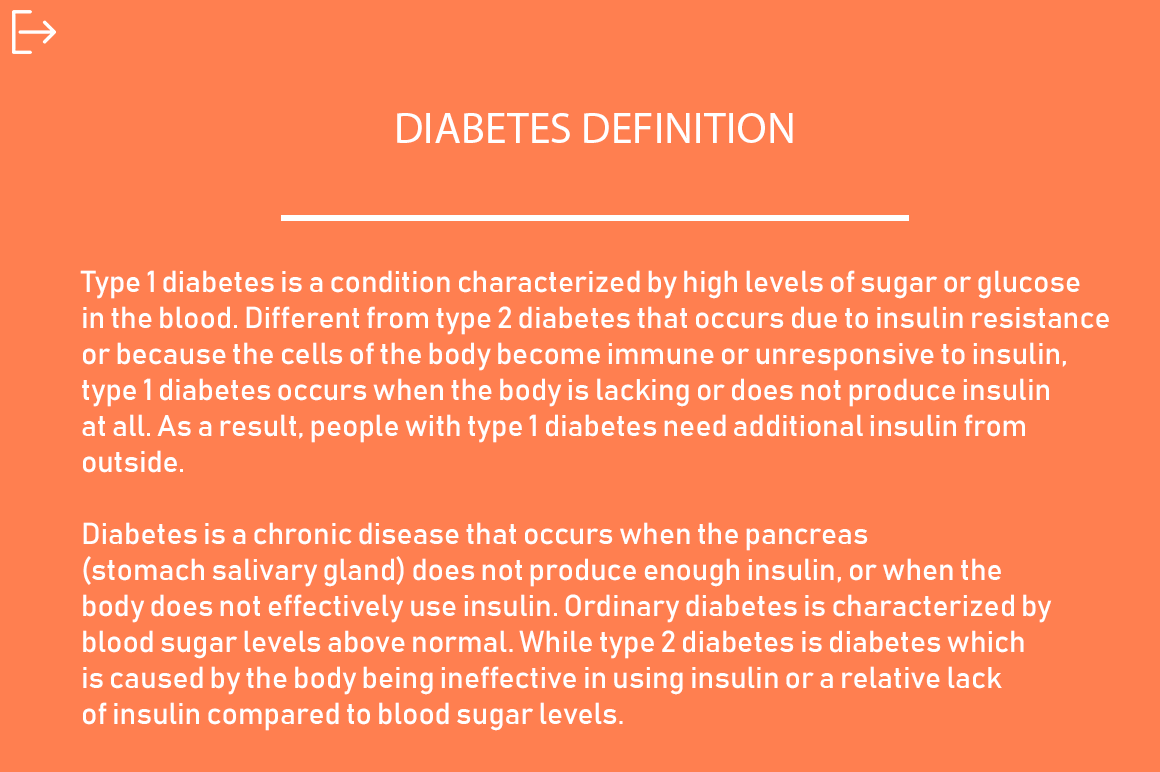 DIABETES DEFINITION
Type 1 diabetes is a condition characterized by high levels of sugar or glucose
in the blood. Different from type 2 diabetes that occurs due to insulin resistance
or because the cells of the body become immune or unresponsive to insulin,
type 1 diabetes occurs when the body is lacking or does not produce insulin
at all. As a result, people with type 1 diabetes need additional insulin from
outside.
Diabetes is a chronic disease that occurs when the pancreas
(stomach salivary gland) does not produce enough insulin, or when the
body does not effectively use insulin. Ordinary diabetes is characterized by
blood sugar levels above normal. While type 2 diabetes is diabetes which
is caused by the body being ineffective in using insulin or a relative lack
of insulin compared to blood sugar levels.